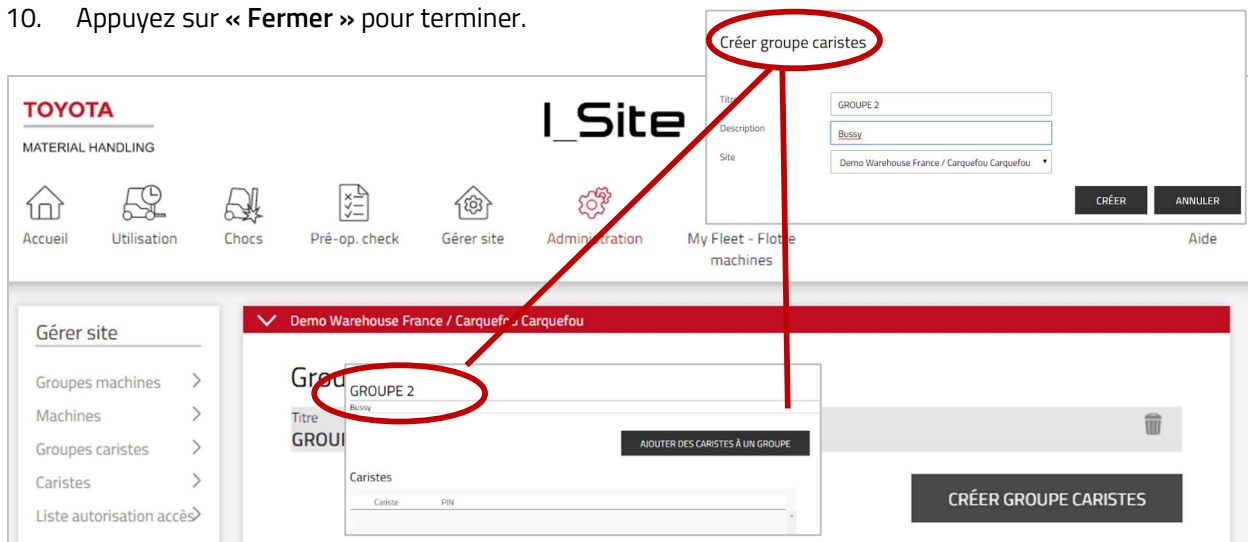 10. Appuyez sur « Fermer » pour terminer.
Créer groupe caristes
Titre
GROUPE 2
Description
Bussy
Site
Demo Warehouse France / Carquefou Carquefou
CRÉER
ANNULER
TOYOTA
MATERIAL HANDLING
I_Site
Accueil
Utilisation
Chocs
Pré-op. check
Gérer site
Administration
My Fleet - Flotte
machines
Aide
Gérer site
Groupes machines
Machines
Groupes caristes
Caristes
Liste autorisation accès
Demo Warehouse France / Carquefou Carquefou
Titre
GROUPE 2
Bussy
AJOUTER DES CARISTES À UN GROUPE
Caristes
Cariste PIN
CRÉER GROUPE CARISTES